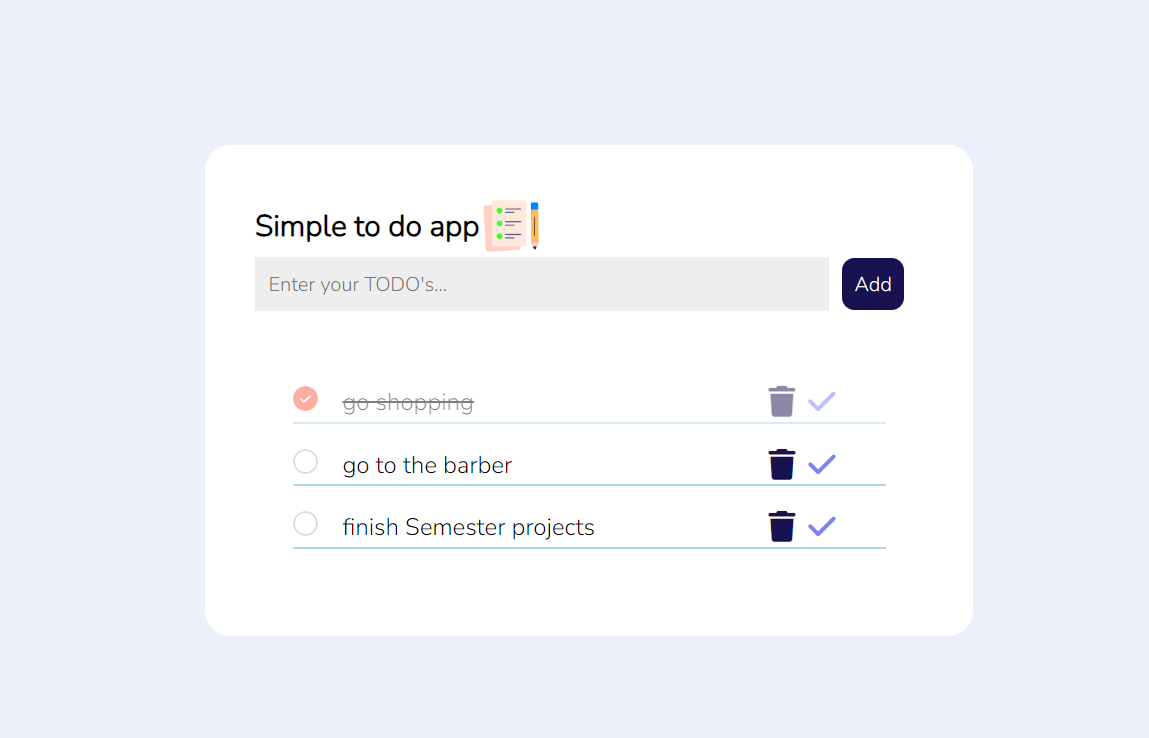 Simple to do app
Enter your TODO's...
Add
go shopping
go to the barber
finish Semester projects